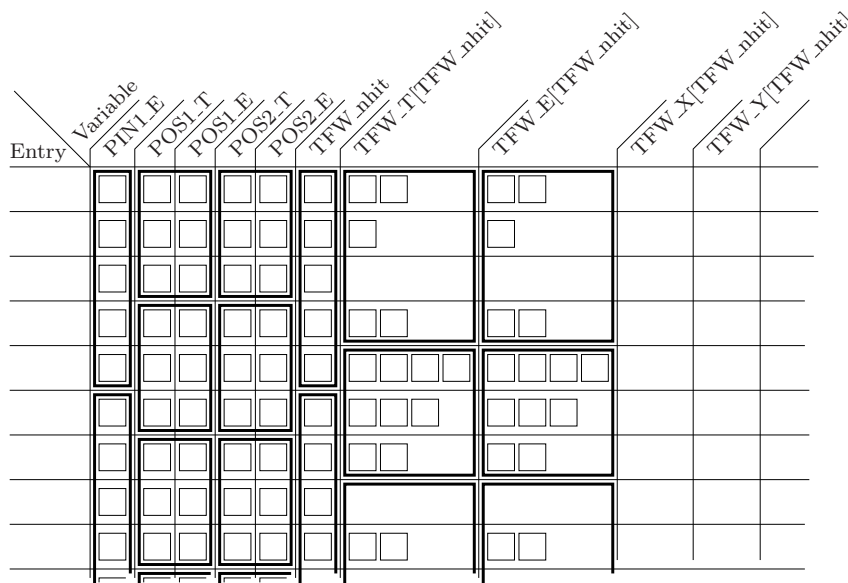 Entry
Variable
PIN1_E
POS1_T
POS1_E
POS2_T
POS2_E
TFW_nhit
TFW_T[TFW_nhit]
TFW_E[TFW_nhit]
TFW_X[TFW_nhit]
TFW_Y[TFW_nhit]